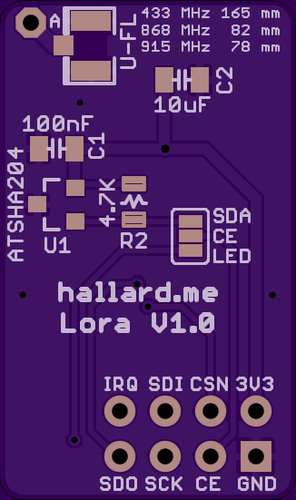 433 MHz 165 mm
868 MHz 82 mm
915 MHz 78 mm
A
U-FL
C2
10uF
100nF
C1
ATSHA204
U1
4.7K
R2
SDA
CE
LED
hallard.me
Lora V1.0
IRQ SDI CSN 3V3
SDO SCK CE GND